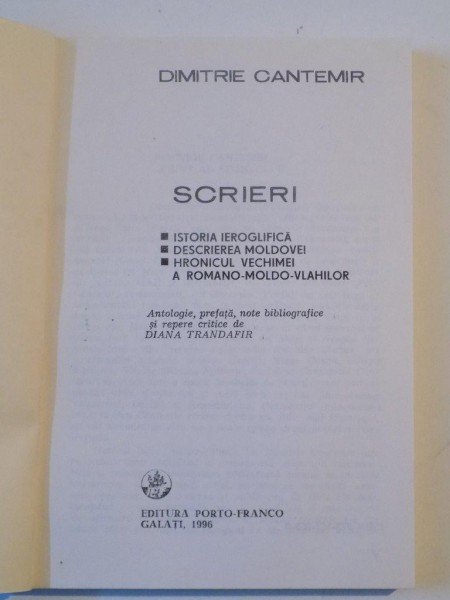 DIMITRIE CANTEMIR
SCRIERI
■ ISTORIA IEROGLIFICĂ
■ DESCRIEREA MOLDOVEI
■ HRONICUL VECHIMEI
A ROMANO-MOLDO-VLAHILOR
Antologie, prefață, note bibliografice
și repere critice de
DIANA TRANDAFIR
EDITURA PORTO-FRANCO
GALAȚI, 1996